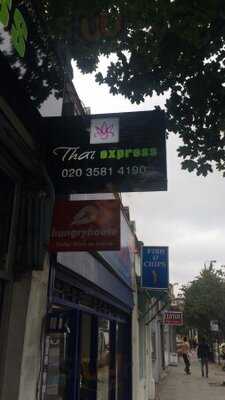 Thai express
020 3581 4190
hungryhouse
FISH
&
CHIPS